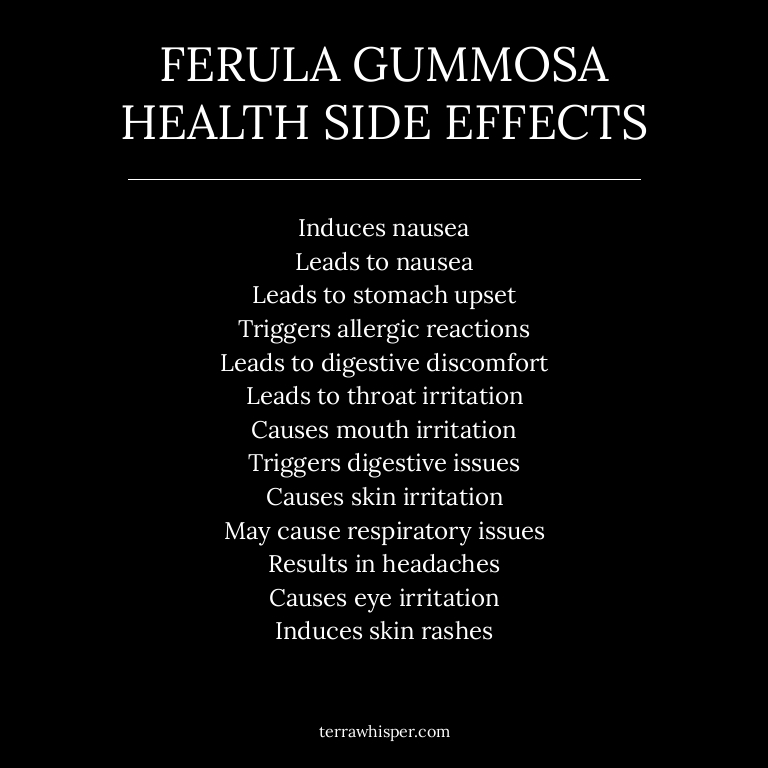 FERULA GUMMOSA
HEALTH SIDE EFFECTS
Induces nausea
Leads to nausea
Leads to stomach upset
Triggers allergic reactions
Leads to digestive discomfort
Leads to throat irritation
Causes mouth irritation
Triggers digestive issues
Causes skin irritation
May cause respiratory issues
Results in headaches
Causes eye irritation
Induces skin rashes
terrawhisper.com